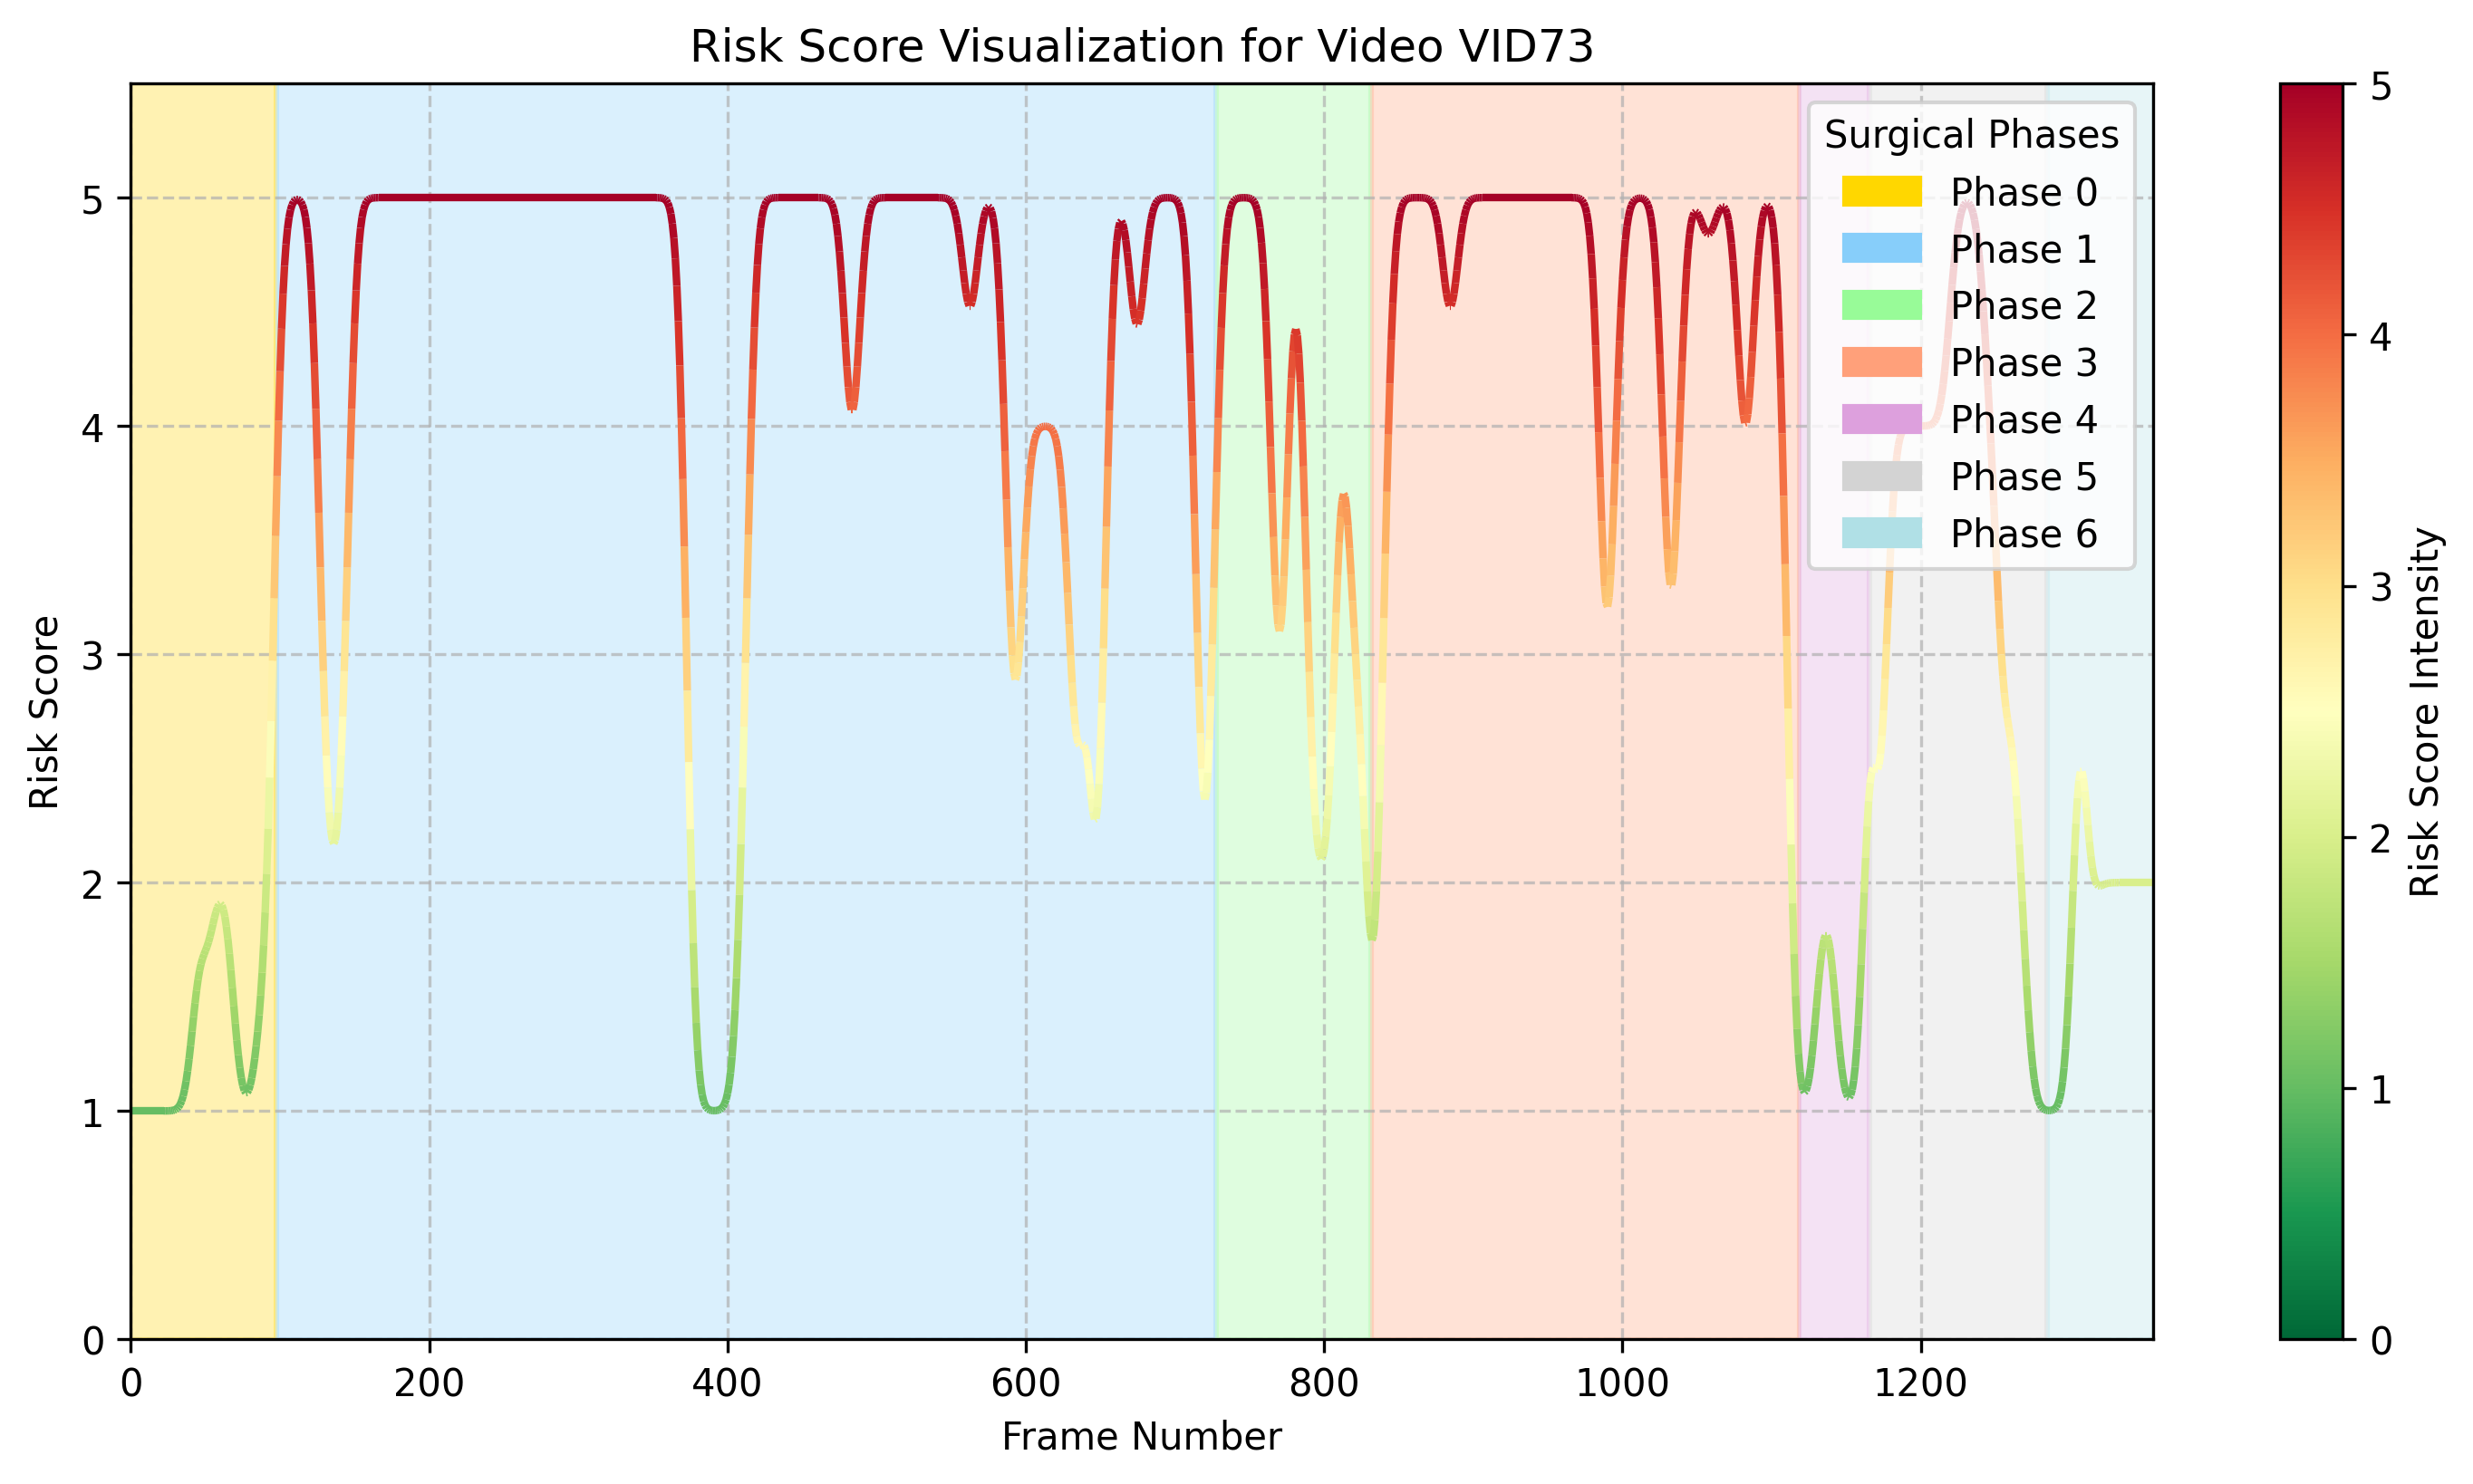 Risk Score Visualization for Video VID73
Risk Score
5
4
3
2
1
0
0
200
400
600
800
1000
1200
Frame Number
Surgical Phases
Phase 0
Phase 1
Phase 2
Phase 3
Phase 4
Phase 5
Phase 6
5
4
3
2
1
0
Risk Score Intensity